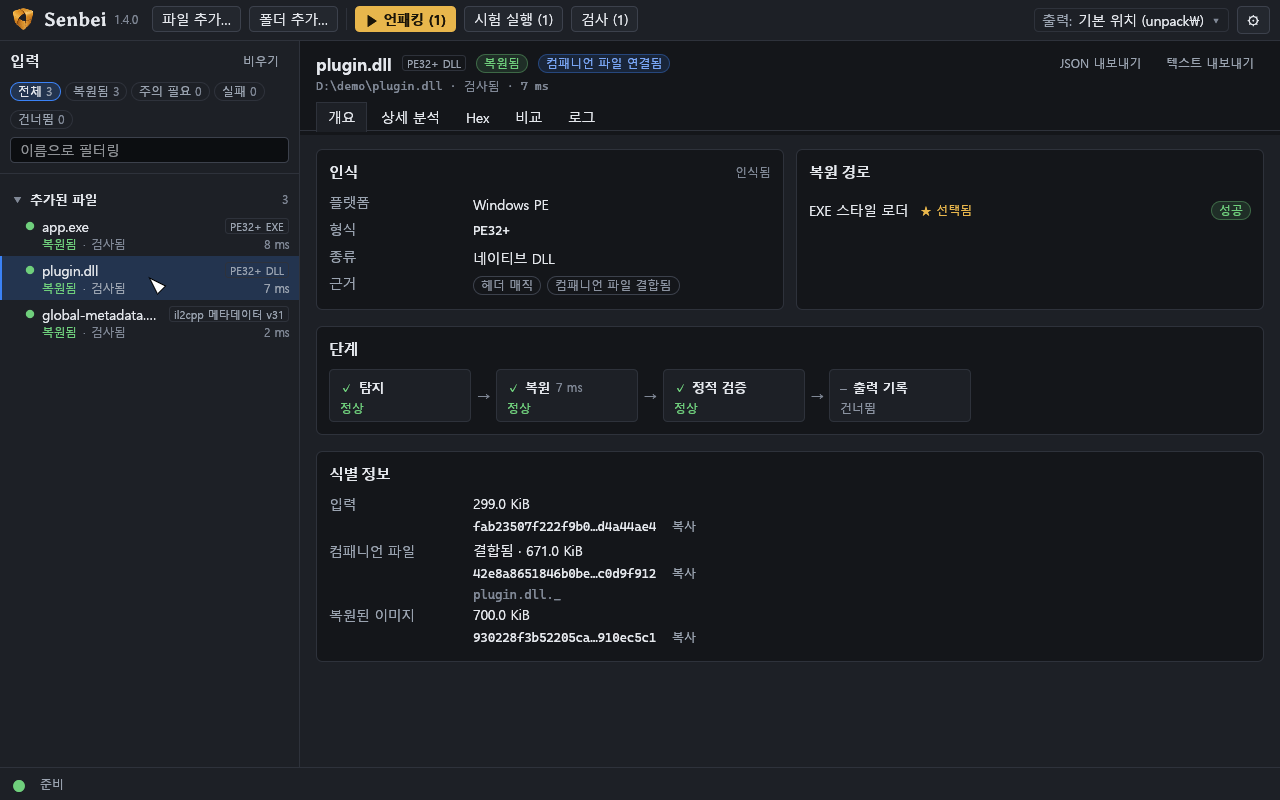 Senbei 1.4.0 파일 추가... 폴더 추가... ▶ 언패킹 (1) 시험 실행 (1) 검사 (1) 출력: 기본 위치 (unpack₩) ▾
입력 비우기
전체 3 복원됨 3 주의 필요 0 실패 0
건너뜀 0
이름으로 필터링
▼ 추가된 파일 3
app.exe PE32+ EXE
복원됨 · 검사됨 8 ms
plugin.dll PE32+ DLL
복원됨 · 검사됨 7 ms
global-metadata.... il2cpp 메타데이터 v31
복원됨 · 검사됨 2 ms
plugin.dll PE32+ DLL 복원됨 컴패니언 파일 연결됨 JSON 내보내기 텍스트 내보내기
D:\demo\plugin.dll · 검사됨 · 7 ms
개요 상세 분석 Hex 비교 로그
인식 인식됨
플랫폼 Windows PE
형식 PE32+
종류 네이티브 DLL
근거 헤더 매직 컴패니언 파일 결합됨
복원 경로
EXE 스타일 로더 ★ 선택됨 성공
단계
✓ 탐지
정상
→
✓ 복원 7 ms
정상
→
✓ 정적 검증
정상
→
– 출력 기록
건너뜀
식별 정보
입력 299.0 KiB
fab23507f222f9b0…d4a44ae4 복사
컴패니언 파일 결합됨 · 671.0 KiB
42e8a8651846b0be…c0d9f912 복사
plugin.dll._
복원된 이미지 700.0 KiB
930228f3b52205ca…910ec5c1 복사
준비